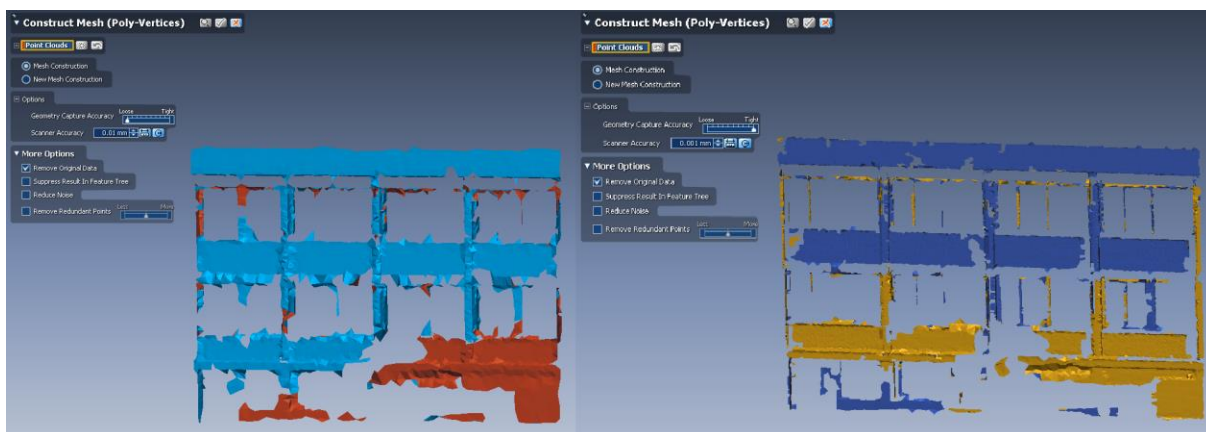 Construct Mesh (Poly-Vertices)
Point Clouds
Mesh Construction
New Mesh Construction
Options
Loose Tight
Geometry Capture Accuracy
Scanner Accuracy 0.01 mm
More Options
Remove Original Data
Suppress Result In Feature Tree
Reduce Noise
Less More
Remove Redundant Points
Construct Mesh (Poly-Vertices)
Point Clouds
Mesh Construction
New Mesh Construction
Options
Loose Tight
Geometry Capture Accuracy
Scanner Accuracy 0.001 mm
More Options
Remove Original Data
Suppress Result In Feature Tree
Reduce Noise
Less More
Remove Redundant Points